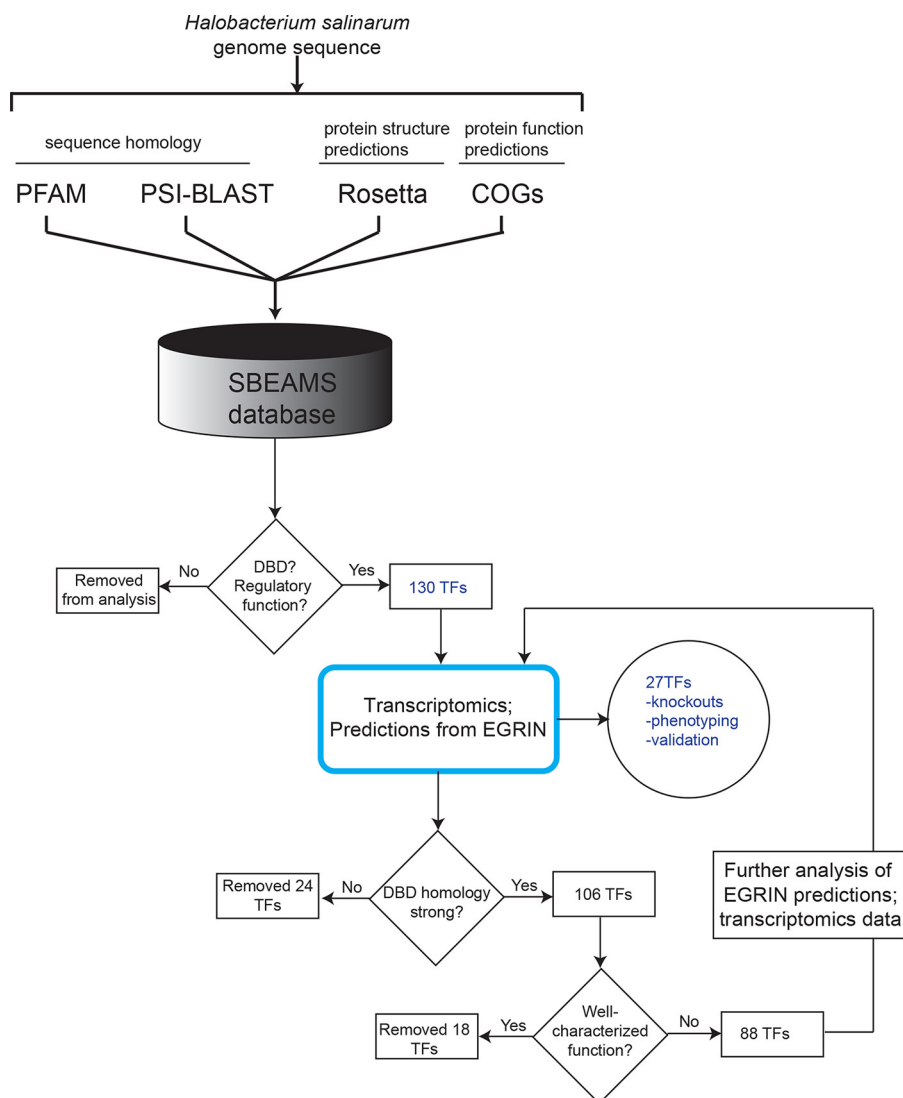 Halobacterium salinarum
genome sequence
sequence homology
protein structure
predictions
protein function
predictions
PFAM
PSI-BLAST
Rosetta
COGs
SBEAMS
database
DBD?
Regulatory
function?
No
Removed
from analysis
Yes
130 TFs
Transcriptomics;
Predictions from EGRIN
27TFs
-knockouts
-phenotyping
-validation
DBD homology
strong?
No
Removed 24
TFs
Yes
106 TFs
Further analysis of
EGRIN predictions;
transcriptomics data
Well-
characterized
function?
Yes
Removed 18
TFs
No
88 TFs